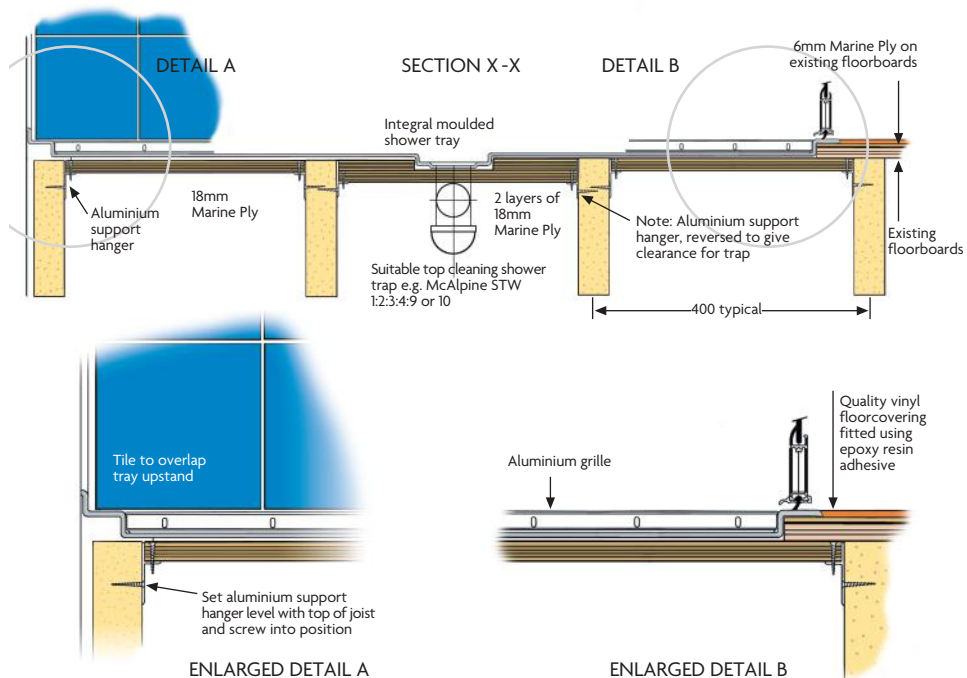 DETAIL A
SECTION X -X
DETAIL B
6mm Marine Ply on
existing floorboards
Integral moulded
shower tray
Aluminium
support
hanger
18mm
Marine Ply
2 layers of
18mm
Marine Ply
Note: Aluminium support
hanger, reversed to give
clearance for trap
Existing
floorboards
Suitable top cleaning shower
trap e.g. McAlpine STW
1:2:3:4:9 or 10
400 typical
Tile to overlap
tray upstand
Aluminium grille
Quality vinyl
floorcovering
fitted using
epoxy resin
adhesive
Set aluminium support
hanger level with top of joist
and screw into position
ENLARGED DETAIL A
ENLARGED DETAIL B